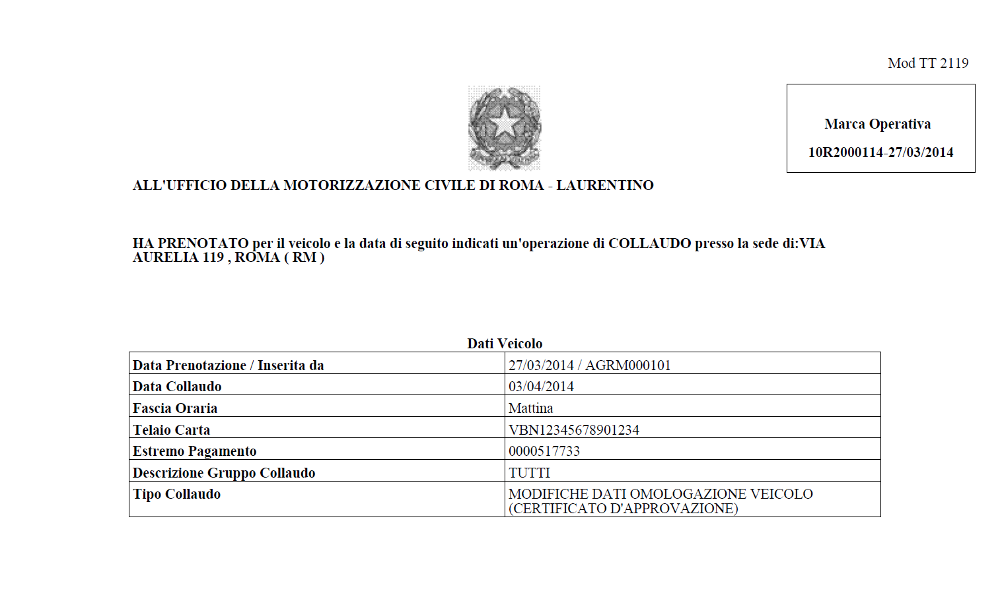 Mod TT 2119
Marca Operativa
10R2000114-27/03/2014
ALL'UFFICIO DELLA MOTORIZZAZIONE CIVILE DI ROMA - LAURENTINO
HA PRENOTATO per il veicolo e la data di seguito indicati un'operazione di COLLAUDO presso la sede di:VIA
AURELIA 119 , ROMA ( RM )
Dati Veicolo
Data Prenotazione / Inserita da 27/03/2014 / AGRM000101
Data Collaudo 03/04/2014
Fascia Oraria Mattina
Telaio Carta VBN12345678901234
Estremo Pagamento 0000517733
Descrizione Gruppo Collaudo TUTTI
Tipo Collaudo MODIFICHE DATI OMOLOGAZIONE VEICOLO
(CERTIFICATO D'APPROVAZIONE)